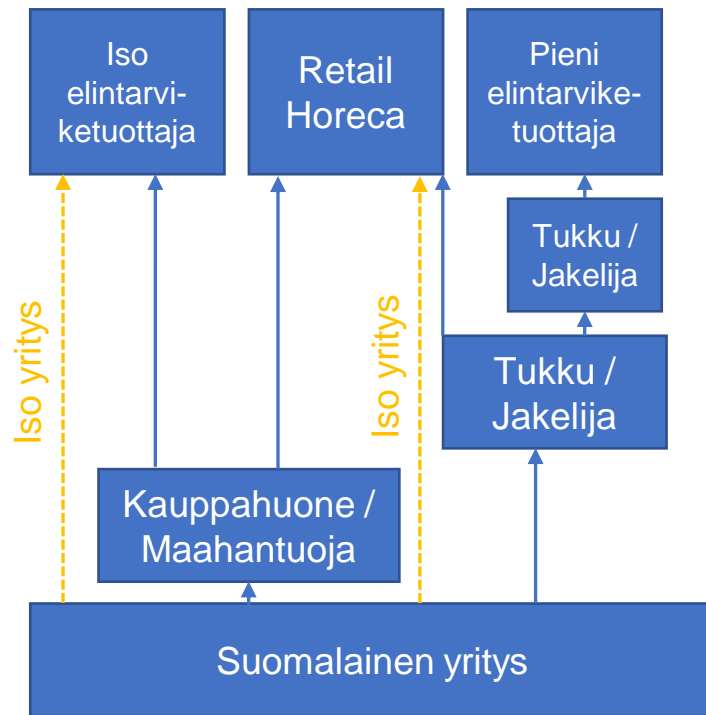 Iso
elintarvi-
ketuottaja
Retail
Horeca
Pieni
elintarvike-
tuottaja
Tukku /
Jakelija
Iso yritys
Iso yritys
Tukku /
Jakelija
Kauppahuone /
Maahantuoja
Suomalainen yritys